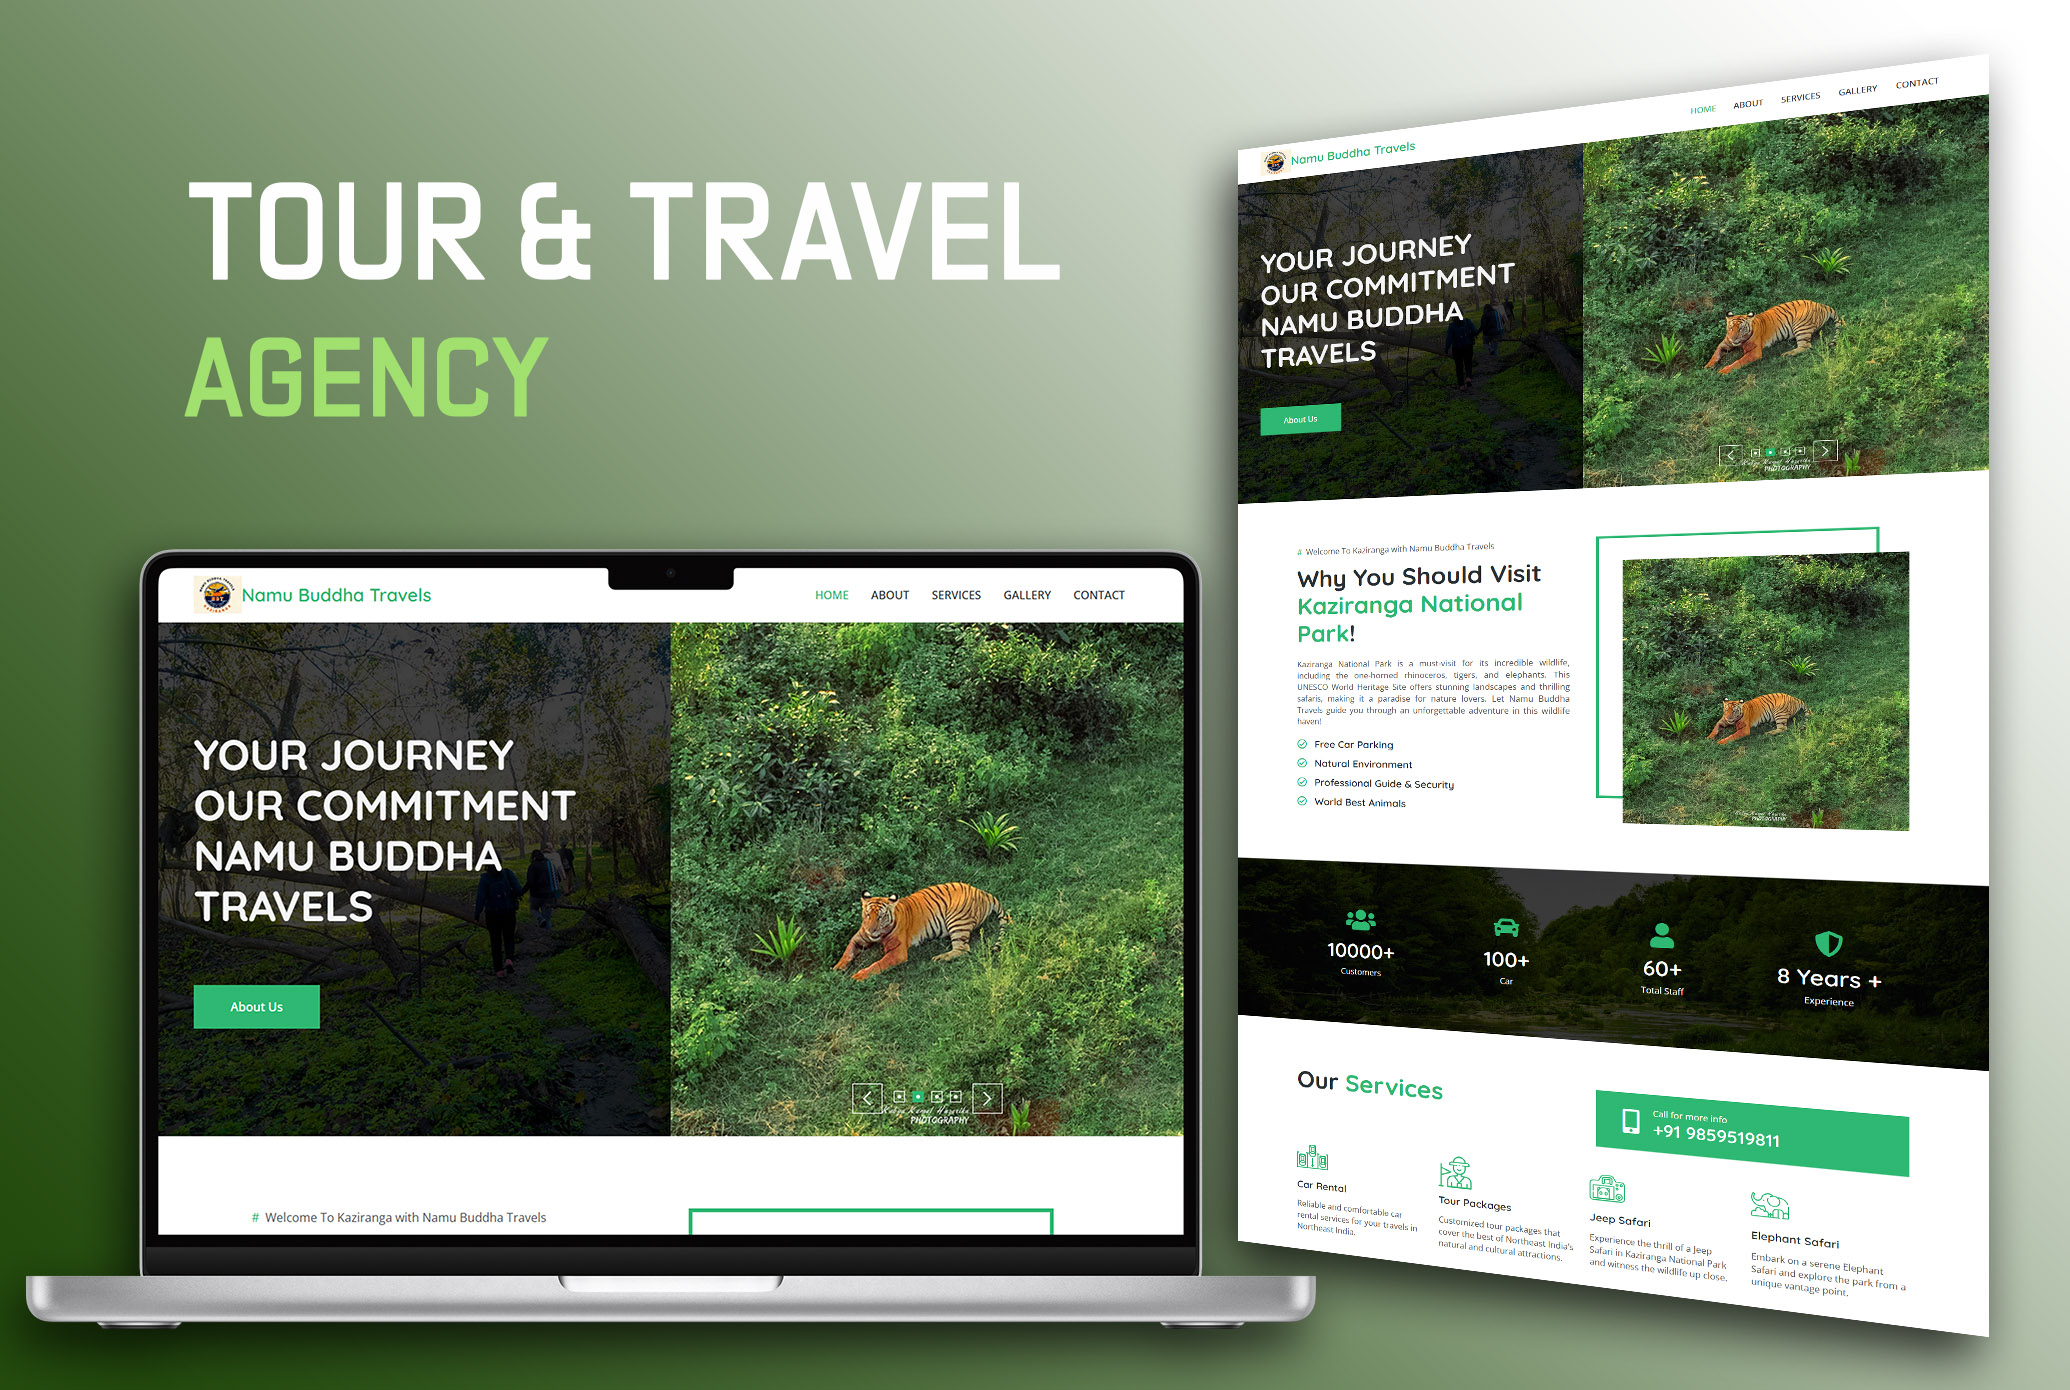 TOUR & TRAVEL
AGENCY
Namu Buddha Travels
HOME
ABOUT
SERVICES
GALLERY
CONTACT
YOUR JOURNEY
OUR COMMITMENT
NAMU BUDDHA
TRAVELS
About Us
PHOTOGRAPHY
# Welcome To Kaziranga with Namu Buddha Travels
Namu Buddha Travels
HOME
ABOUT
SERVICES
GALLERY
CONTACT
YOUR JOURNEY
OUR COMMITMENT
NAMU BUDDHA
TRAVELS
About Us
PHOTOGRAPHY
# Welcome To Kaziranga with Namu Buddha Travels
Why You Should Visit
Kaziranga National
Park!
Kaziranga National Park is a must-visit for its incredible wildlife,
including the one-horned rhinoceros, tigers, and elephants. This
UNESCO World Heritage Site offers stunning landscapes and thrilling
safaris, making it a paradise for nature lovers. Let Namu Buddha
Travels guide you through an unforgettable adventure in this wildlife
haven!
Free Car Parking
Natural Environment
Professional Guide & Security
World Best Animals
PHOTOGRAPHY
10000+
Customers
100+
Car
60+
Total Staff
8 Years +
Experience
Our Services
Call for more info
+91 9859519811
Car Rental
Reliable and comfortable car
rental services for your travels in
Northeast India.
Tour Packages
Customized tour packages that
cover the best of Northeast India's
natural and cultural attractions.
Jeep Safari
Experience the thrill of a Jeep
Safari in Kaziranga National Park
and witness the wildlife up close.
Elephant Safari
Embark on a serene Elephant
Safari and explore the park from a
unique vantage point.